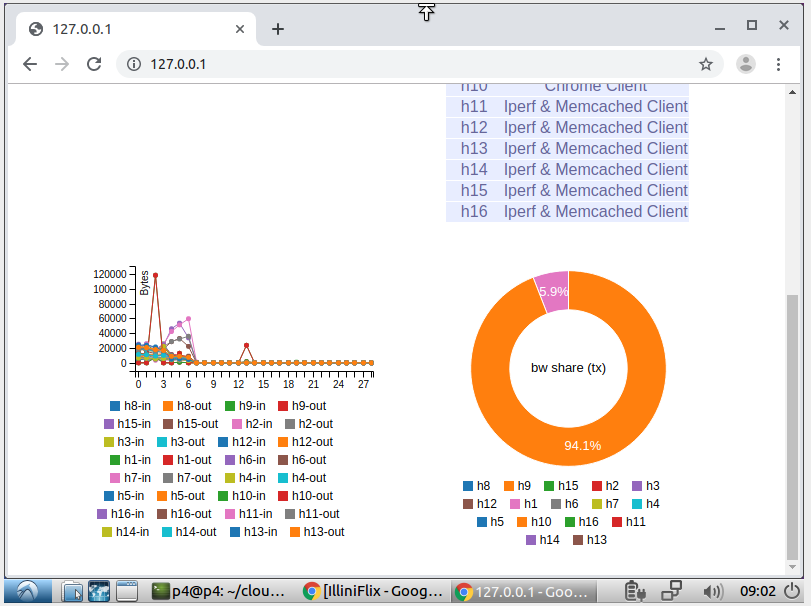 127.0.0.1
127.0.0.1
h10 Chrome Client
h11 Iperf & Memcached Client
h12 Iperf & Memcached Client
h13 Iperf & Memcached Client
h14 Iperf & Memcached Client
h15 Iperf & Memcached Client
h16 Iperf & Memcached Client
Bytes
120000
100000
80000
60000
40000
20000
0
0 3 6 9 12 15 18 21 24 27
h8-in h8-out h9-in h9-out
h15-in h15-out h2-in h2-out
h3-in h3-out h12-in h12-out
h1-in h1-out h6-in h6-out
h7-in h7-out h4-in h4-out
h5-in h5-out h10-in h10-out
h16-in h16-out h11-in h11-out
h14-in h14-out h13-in h13-out
5.9%
bw share (tx)
94.1%
h8 h9 h15 h2 h3
h12 h1 h6 h7 h4
h5 h10 h16 h11
h14 h13
p4@p4: ~/clou... [IlliniFlix - Goog... 127.0.0.1 - Goo... 09:02